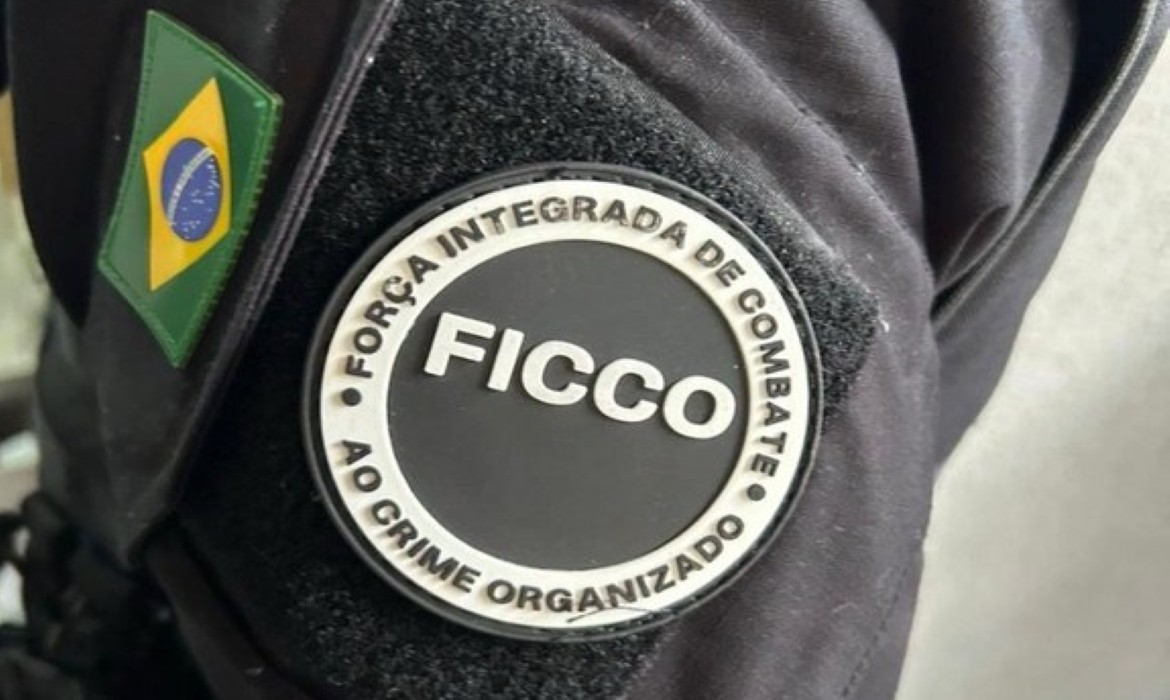 FORÇA INTEGRADA DE COMBATE
FICCO
AO CRIME ORGANIZADO